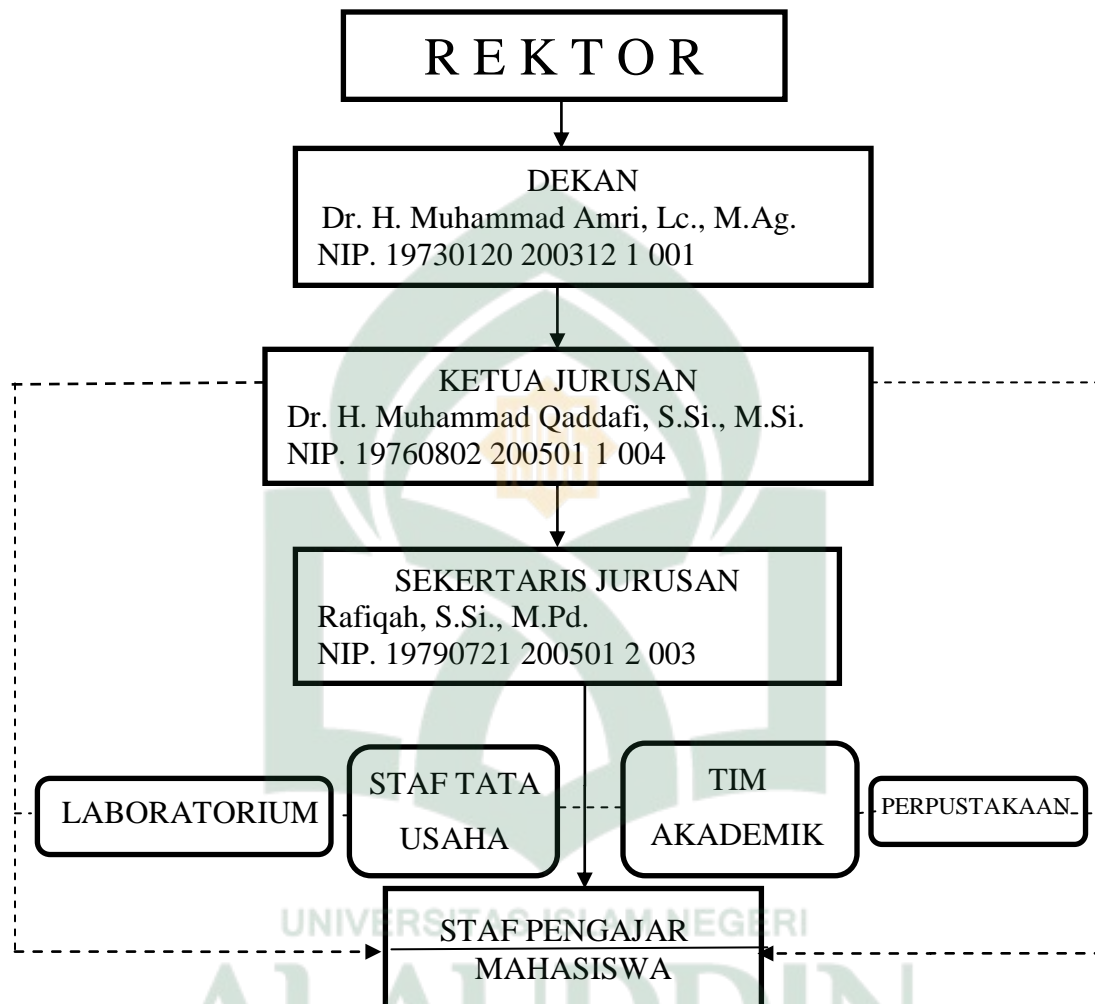 R E K T O R
DEKAN
Dr. H. Muhammad Amri, Lc., M.Ag.
NIP. 19730120 200312 1 001
KETUA JURUSAN
Dr. H. Muhammad Qaddafi, S.Si., M.Si.
NIP. 19760802 200501 1 004
SEKERTARIS JURUSAN
Rafiqah, S.Si., M.Pd.
NIP. 19790721 200501 2 003
LABORATORIUM
STAF TATA
USAHA
TIM
AKADEMIK
PERPUSTAKAAN
UNIVERSITAS ISLAM NEGERI
STAF PENGAJAR
MAHASISWA
ALAUDDIN